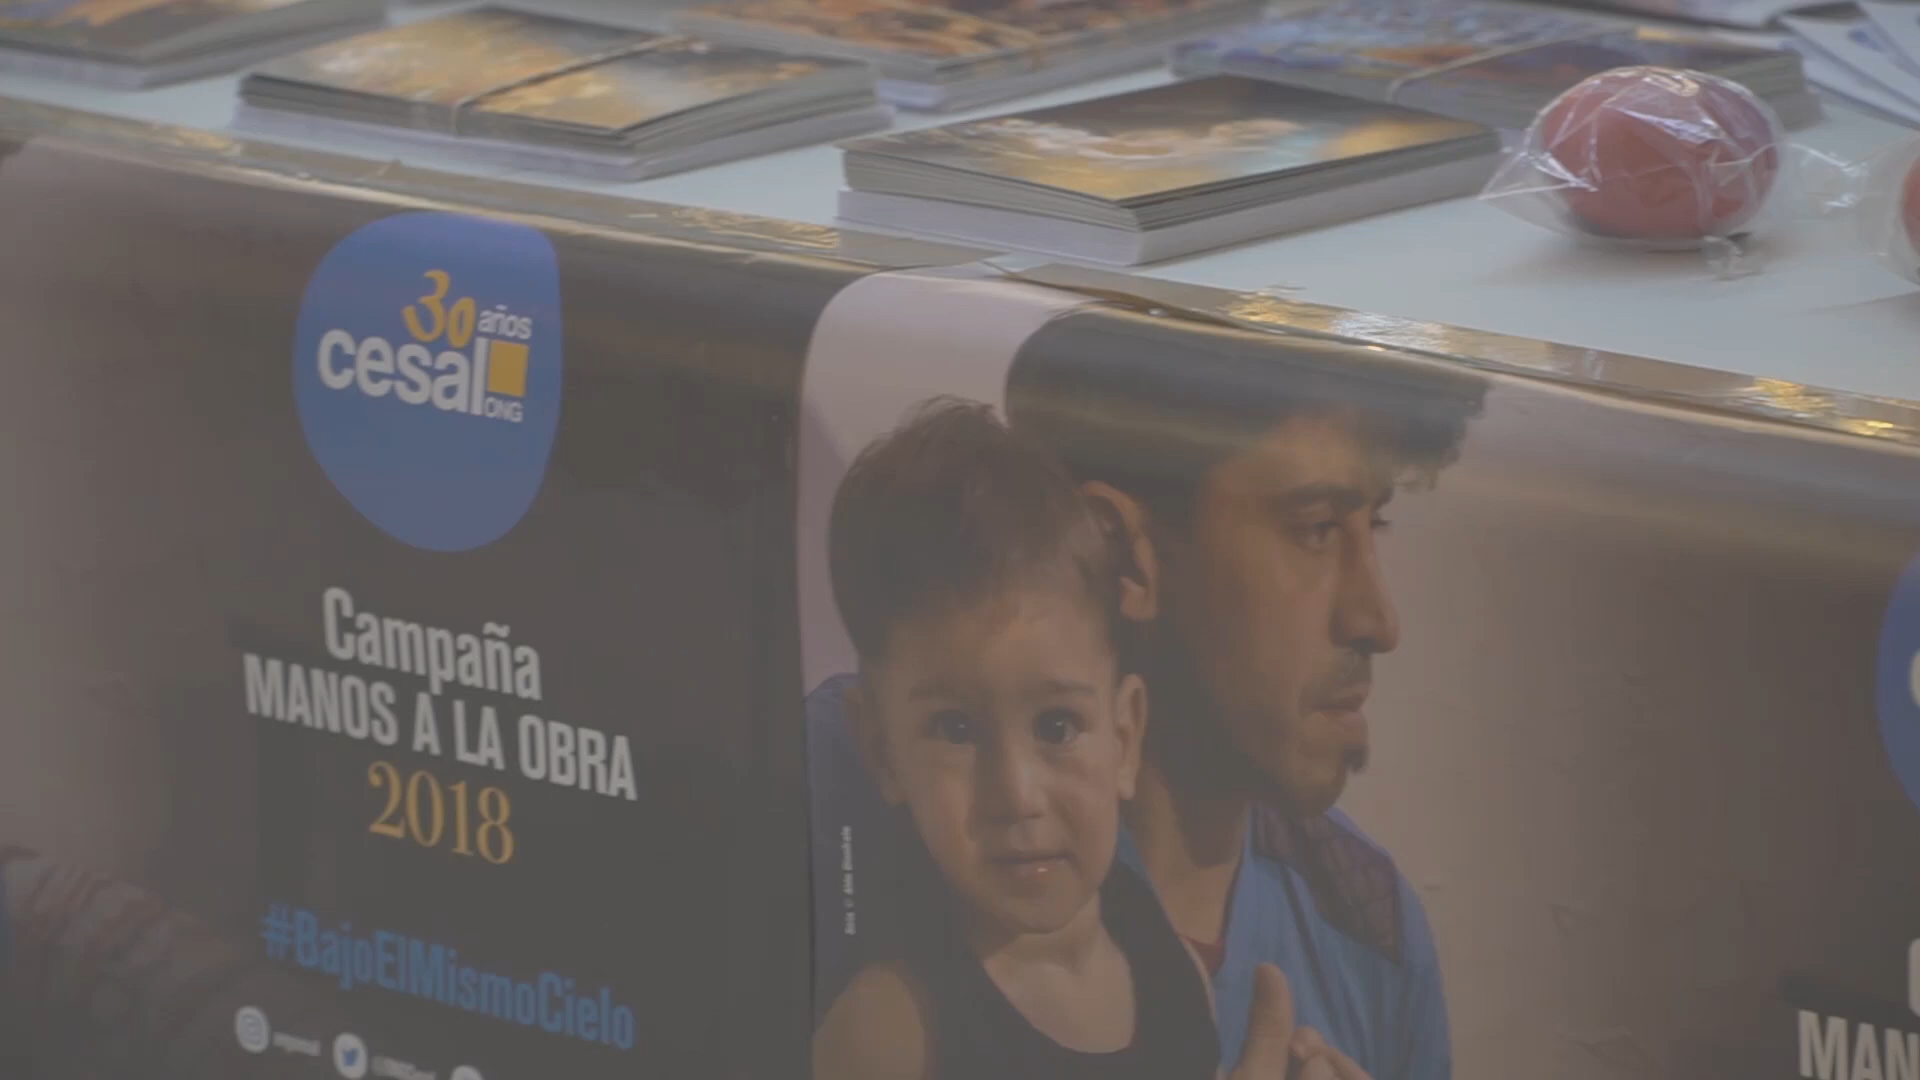 30 años
cesal
ONG
Campaña
MANOS A LA OBRA
2018
#BajoElMismoCielo
MAN